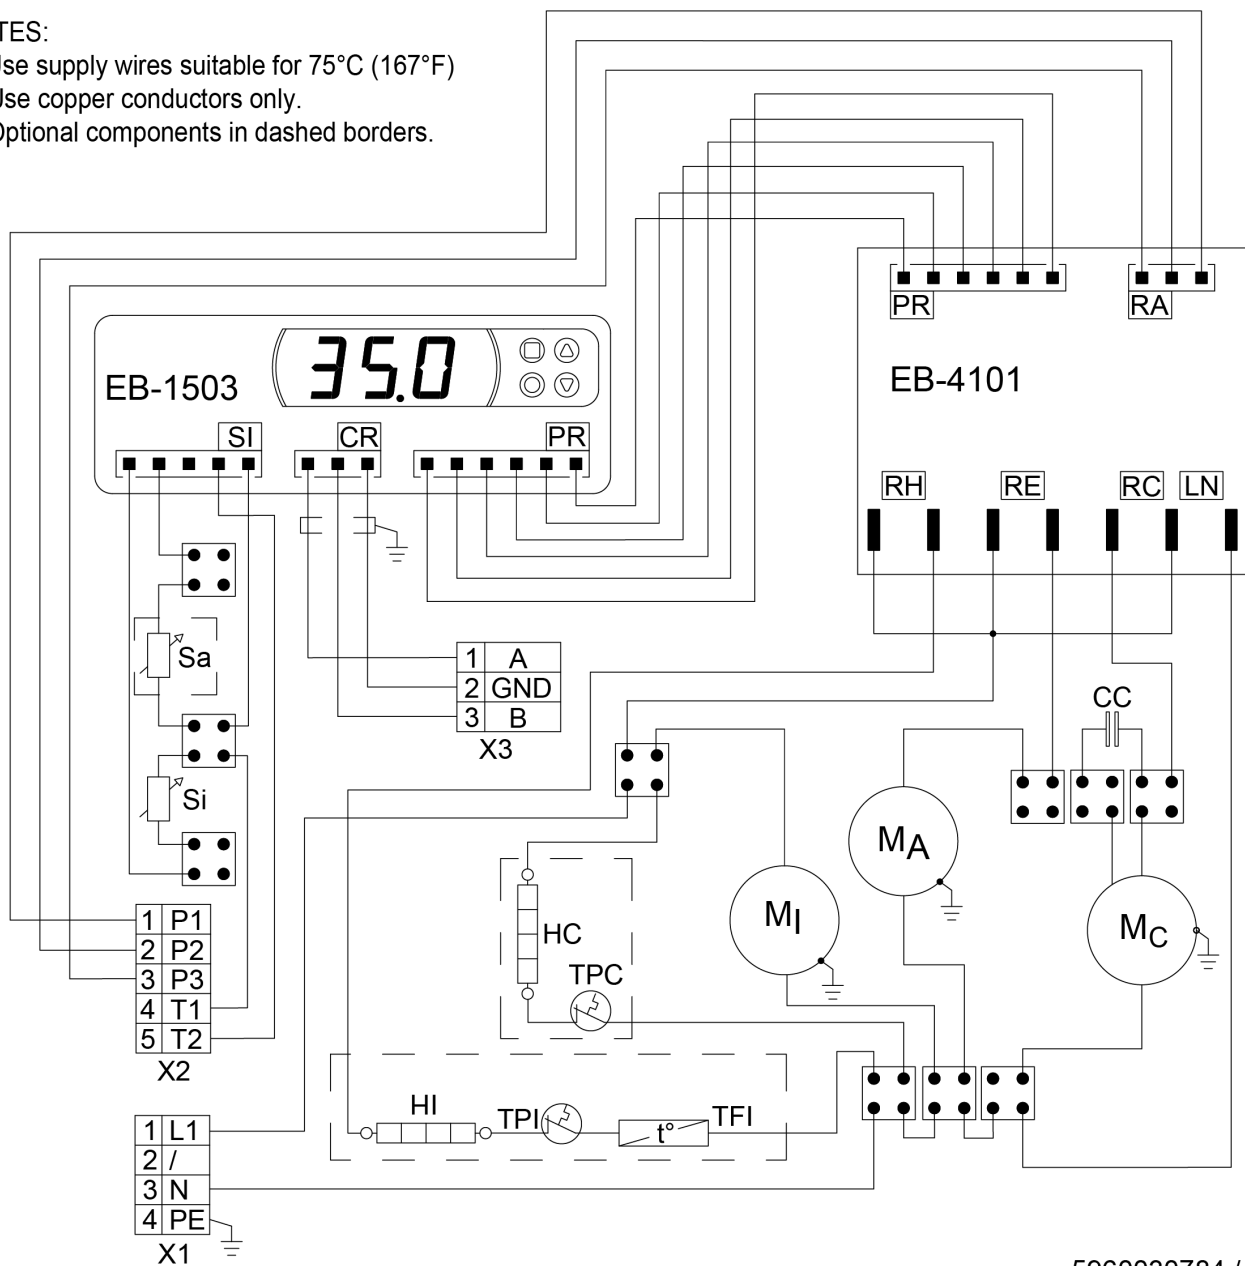 TES:
Use supply wires suitable for 75°C (167°F)
Use copper conductors only.
Optional components in dashed borders.
PR
RA
EB-4101
35.0
EB-1503
SI
CR
PR
RH
RE
RC
LN
Sa
1 A
2 GND
3 B
X3
CC
Si
MA
MI
MC
HC
TPC
1 P1
2 P2
3 P3
4 T1
5 T2
X2
HI
TPI
t°
TFI
1 L1
2 /
3 N
4 PE
X1